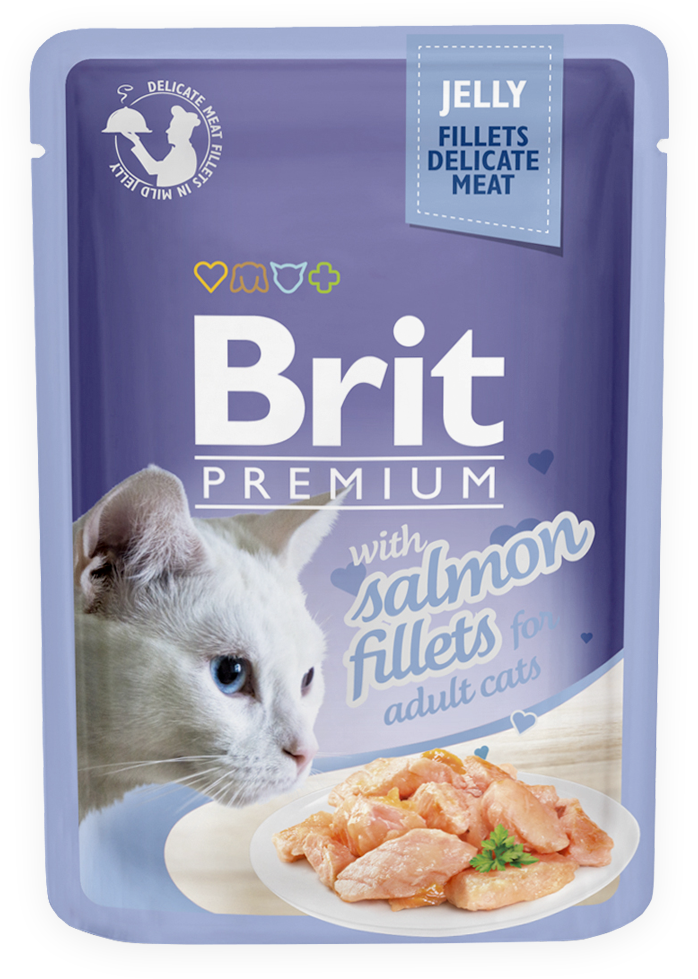 DELICATE MEAT FILLETS IN MILD JELLY
JELLY
FILLETS
DELICATE
MEAT
Brit
PREMIUM
with
salmon
fillets for
adult cats